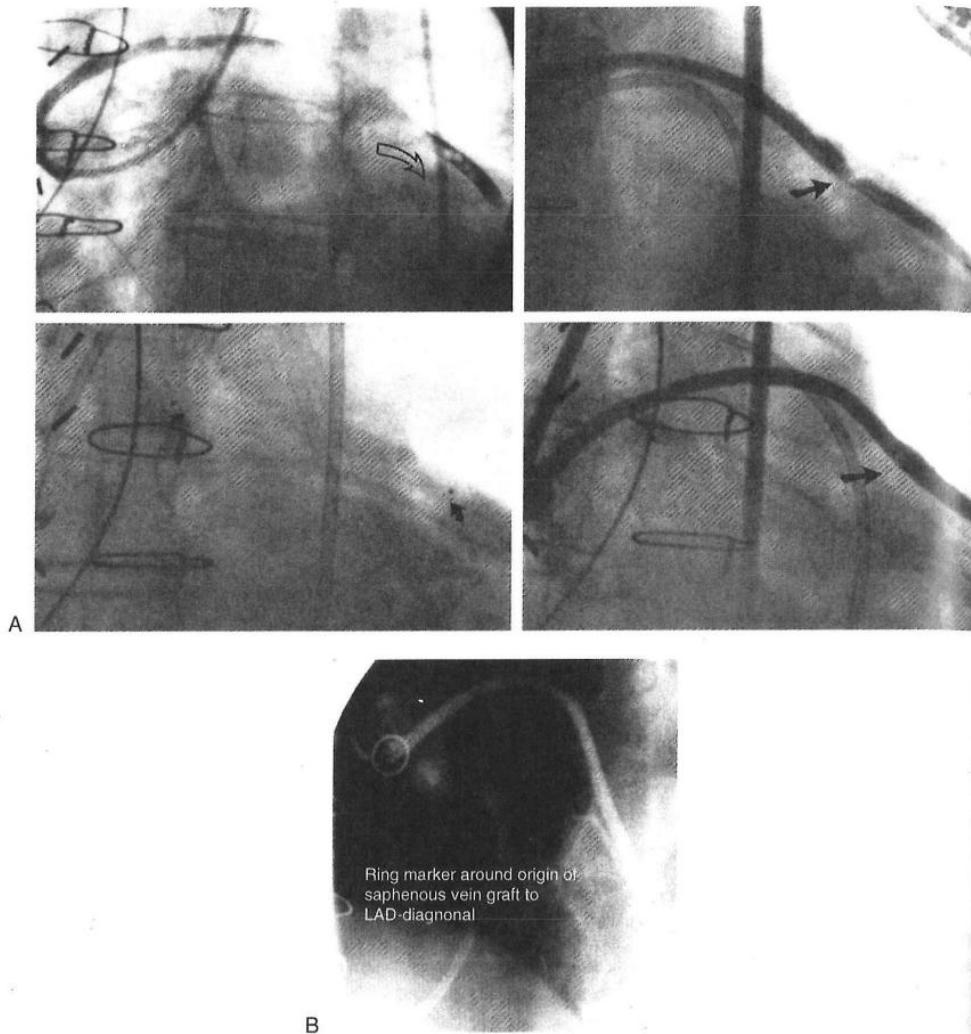 A
Ring marker around origin of
saphenous vein graft to
LAD-diagnonal
B